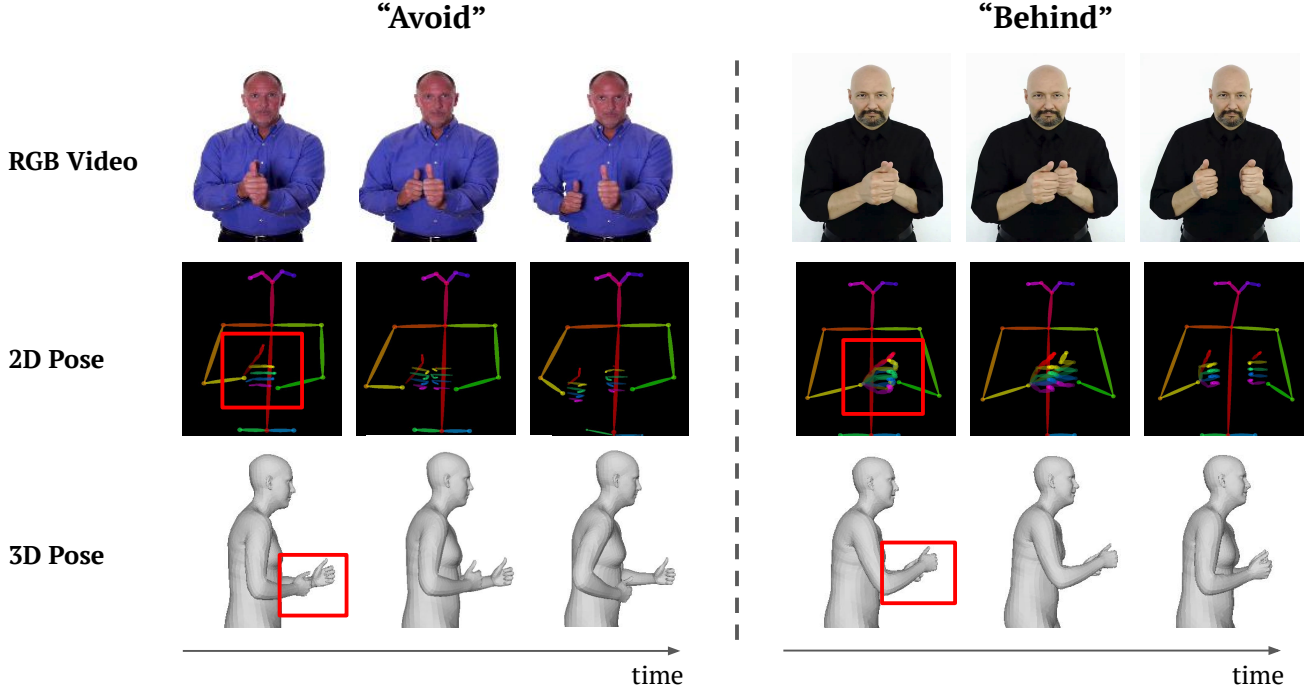 “Avoid”
“Behind”
RGB Video
2D Pose
3D Pose
time
time